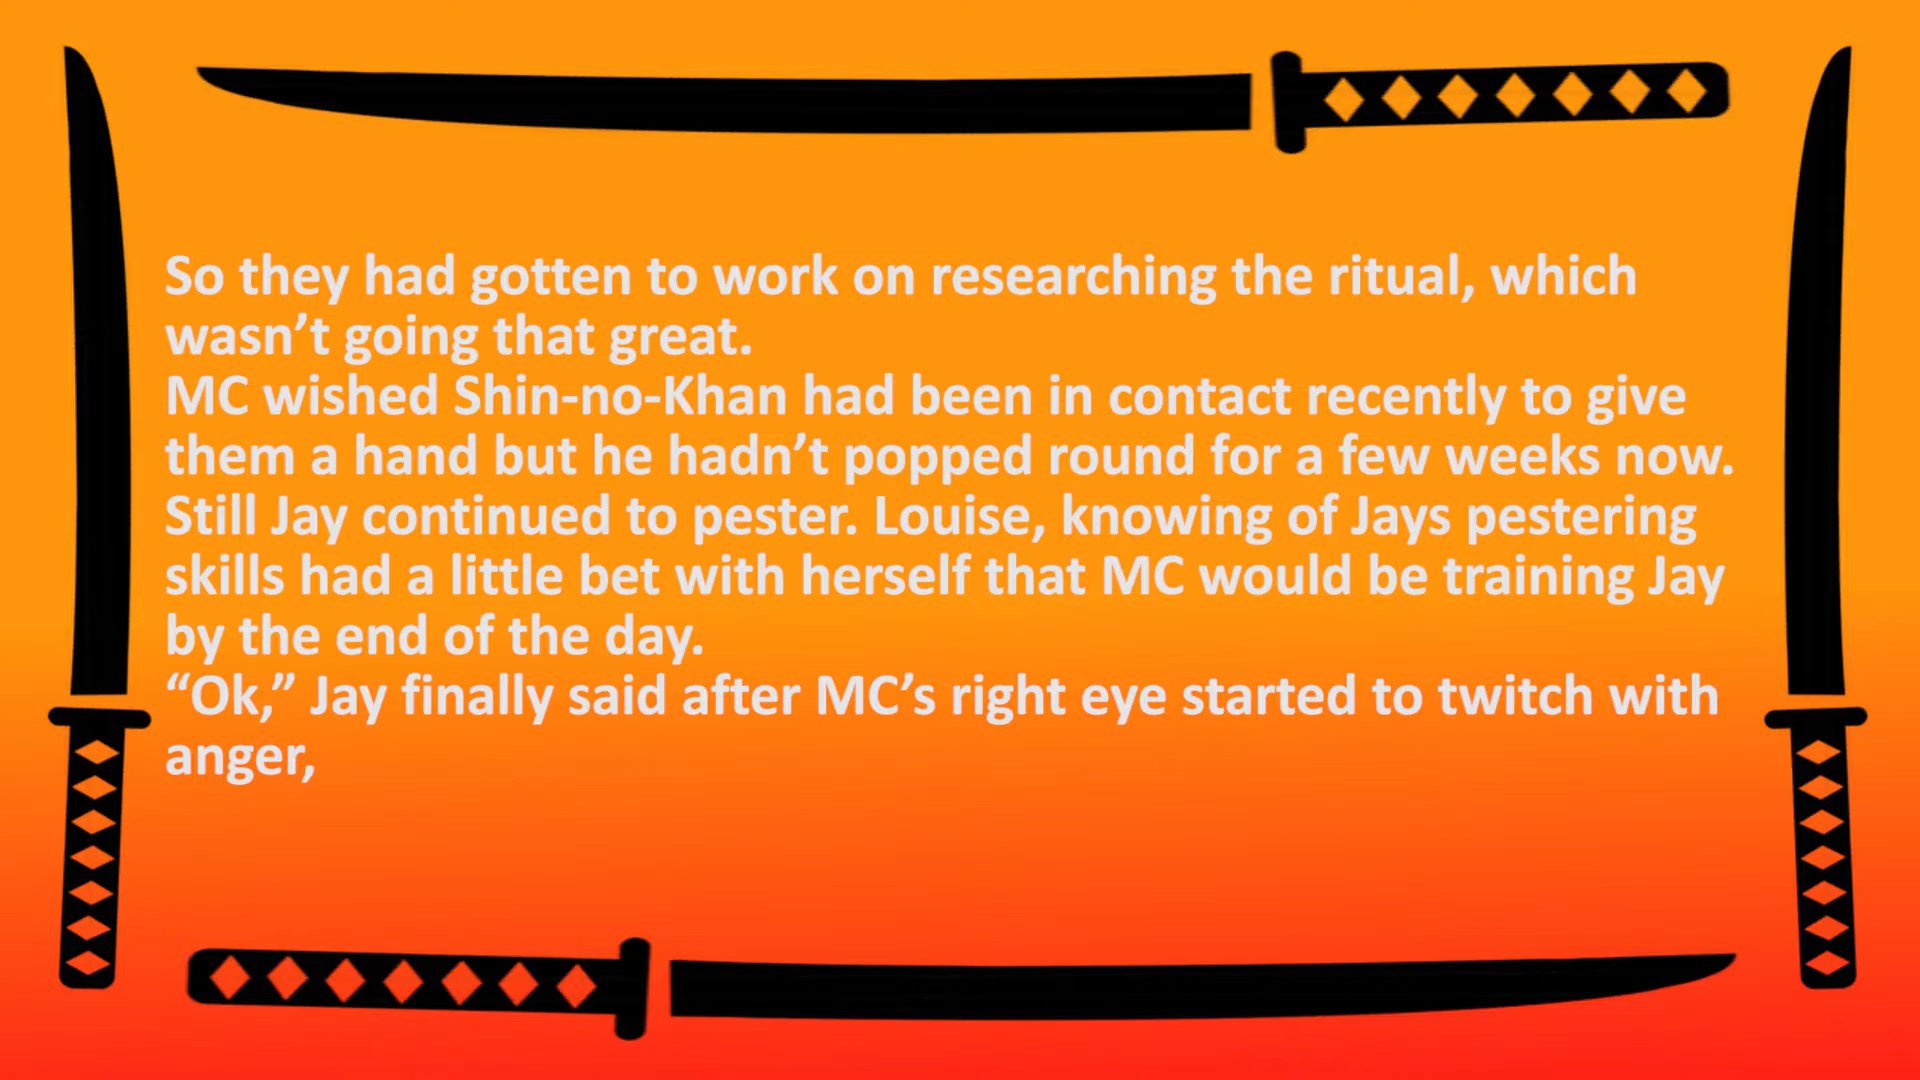 So they had gotten to work on researching the ritual, which
wasn’t going that great.
MC wished Shin-no-Khan had been in contact recently to give
them a hand but he hadn’t popped round for a few weeks now.
Still Jay continued to pester. Louise, knowing of Jays pestering
skills had a little bet with herself that MC would be training Jay
by the end of the day.
“Ok,” Jay finally said after MC’s right eye started to twitch with
anger,